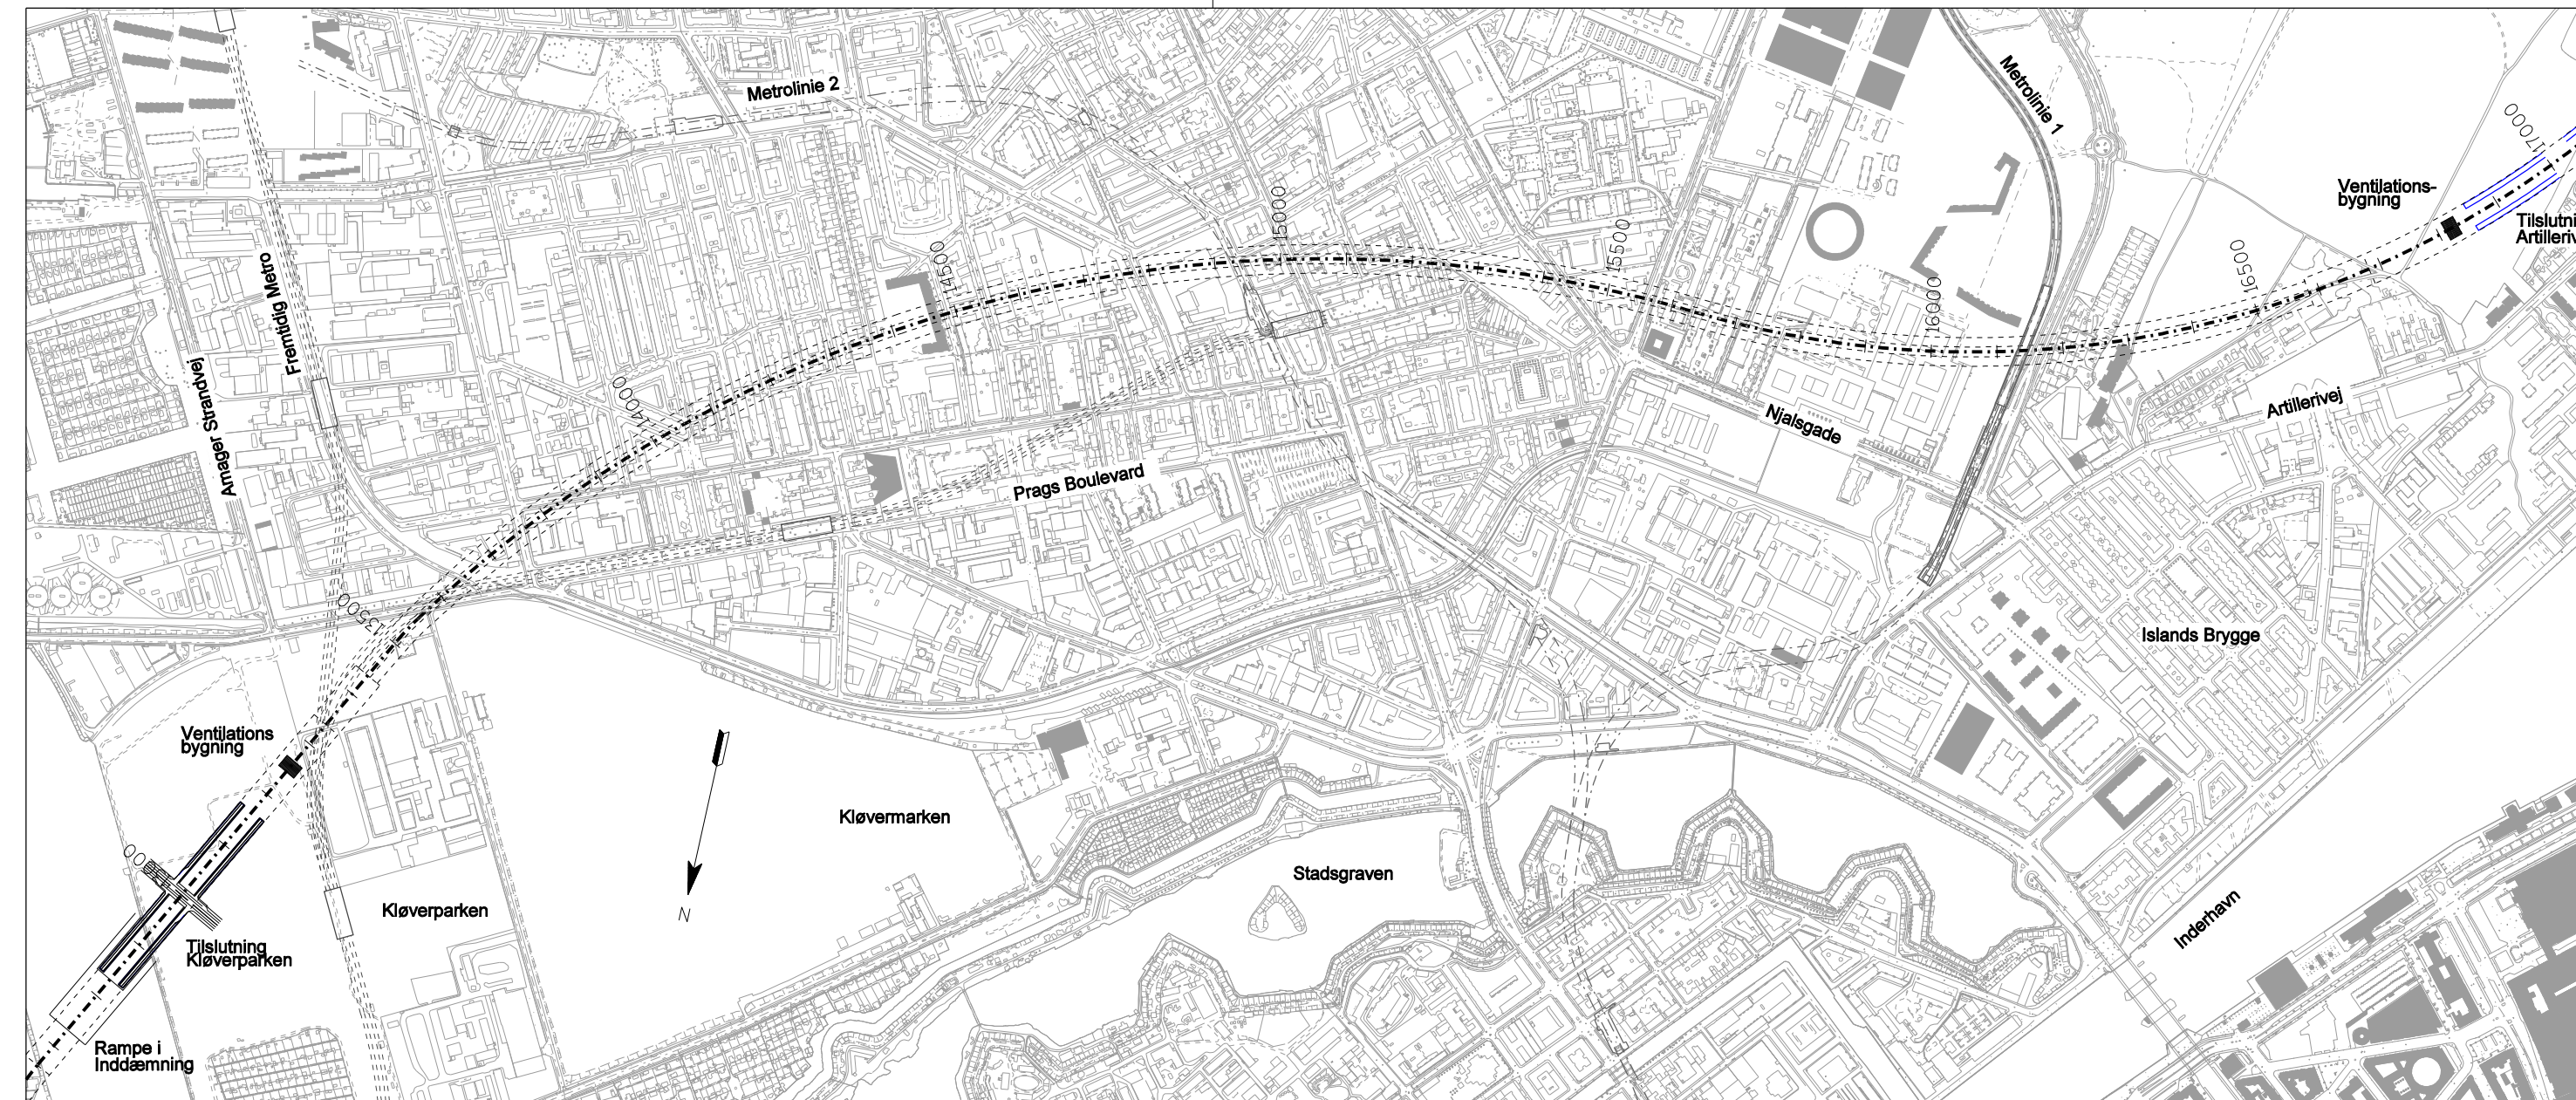 Metrolinie 2
Metrolinie 1
17000
Ventilations-
bygning
Tilslutni
Artilleriv
15000
15500
16000
16500
14500
14000
13500
Fremtidig Metro
Amager Strandvej
Njalsgade
Artillerivej
Prags Boulevard
Islands Brygge
Ventilations
bygning
Kløvermarken
Stadsgraven
00
Kløverparken
N
Inderhavn
Tilslutning
Kløverparken
Rampe i
Inddæmning